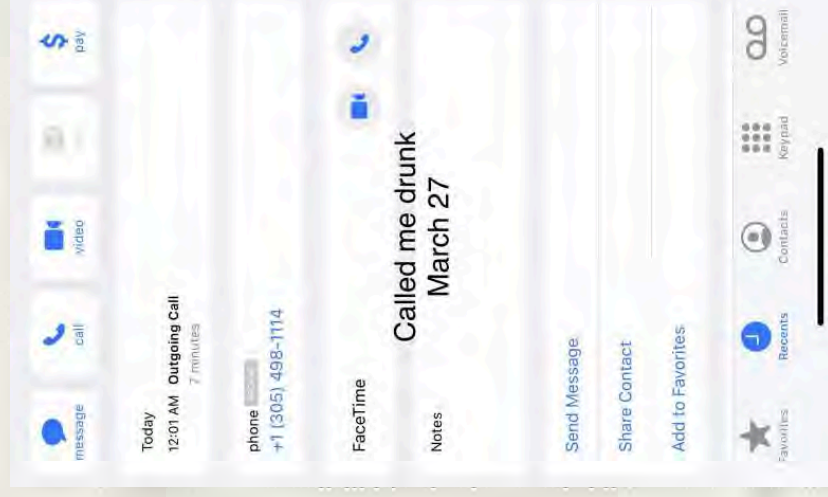 message
call
video
pay
Today
12:01 AM Outgoing Call
7 minutes
phone
+1 (305) 498-1114
FaceTime
Called me drunk
March 27
Notes
Send Message
Share Contact
Add to Favorites
Favorites
Recents
Contacts
Keypad
Voicemail